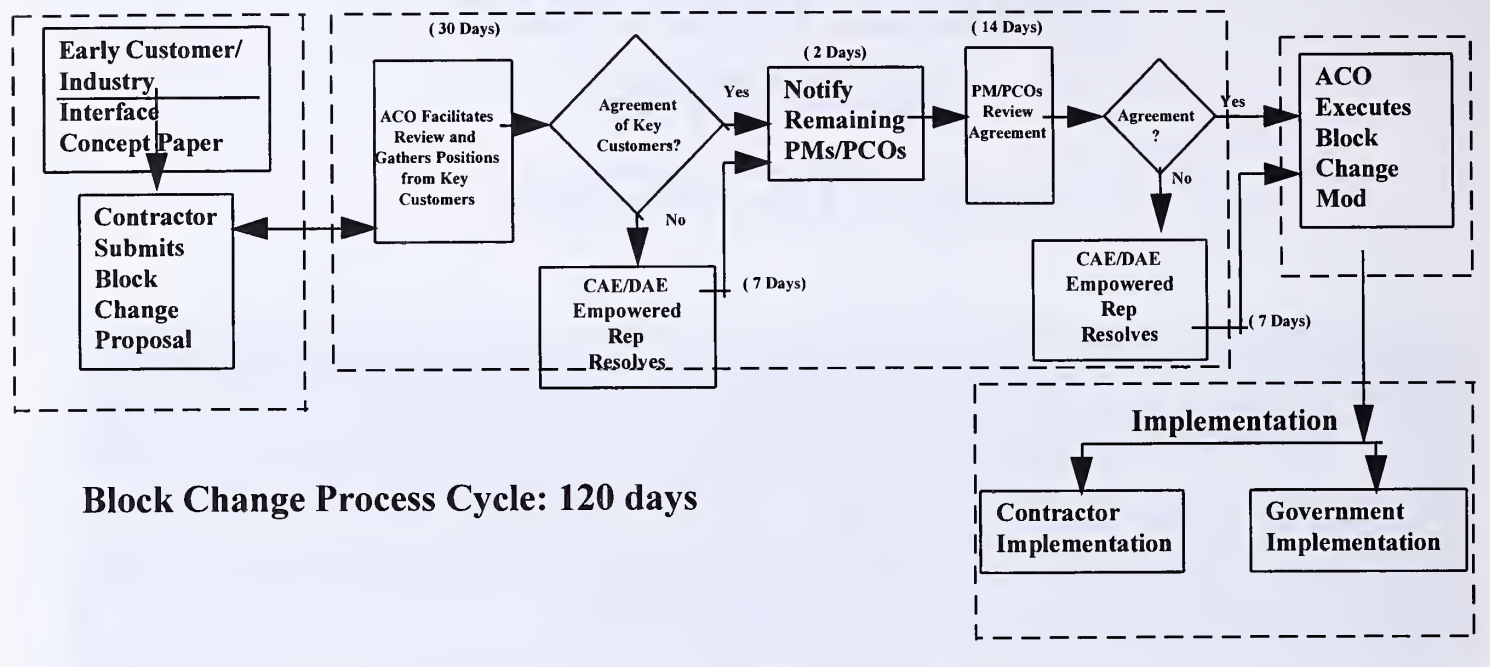 Early Customer/
Industry
Interface
Concept Paper
Contractor
Submits
Block
Change
Proposal
( 30 Days)
ACO Facilitates
Review and
Gathers Positions
from Key
Customers
Agreement
of Key
Customers?
Yes
No
CAE/DAE
Empowered
Rep
Resolves
( 7 Days)
( 2 Days)
Notify
Remaining
PMs/PCOs
( 14 Days)
PM/PCOs
Review
Agreement
Agreement
?
Yes
No
CAE/DAE
Empowered
Rep
Resolves
( 7 Days)
ACO
Executes
Block
Change
Mod
Implementation
Contractor
Implementation
Government
Implementation
Block Change Process Cycle: 120 days